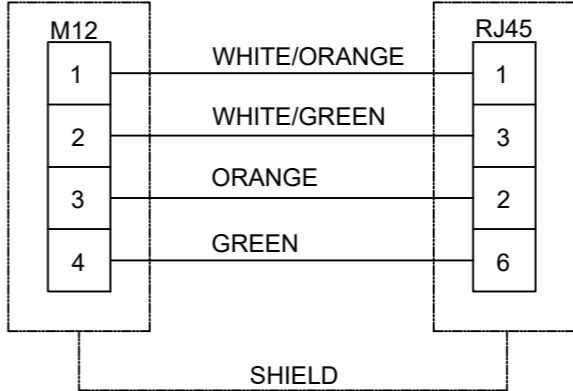 M12 RJ45
1 WHITE/ORANGE 1
2 WHITE/GREEN 3
3 ORANGE 2
4 GREEN 6
SHIELD